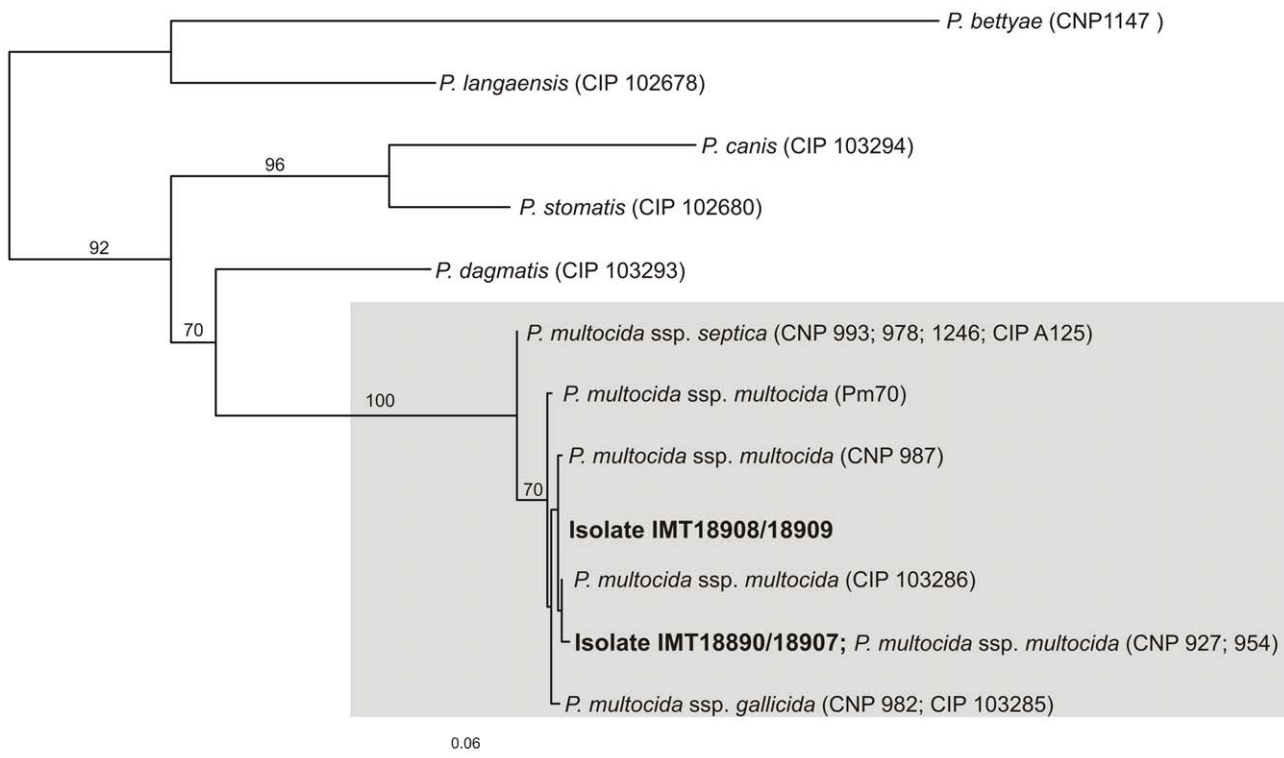 P. bettyae (CNP1147 )
P. langaensis (CIP 102678)
P. canis (CIP 103294)
96
P. stomatis (CIP 102680)
92
P. dagmatis (CIP 103293)
70
P. multocida ssp. septica (CNP 993; 978; 1246; CIP A125)
P. multocida ssp. multocida (Pm70)
100
P. multocida ssp. multocida (CNP 987)
70
Isolate IMT18908/18909
P. multocida ssp. multocida (CIP 103286)
Isolate IMT18890/18907; P. multocida ssp. multocida (CNP 927; 954)
P. multocida ssp. gallicida (CNP 982; CIP 103285)
0.06